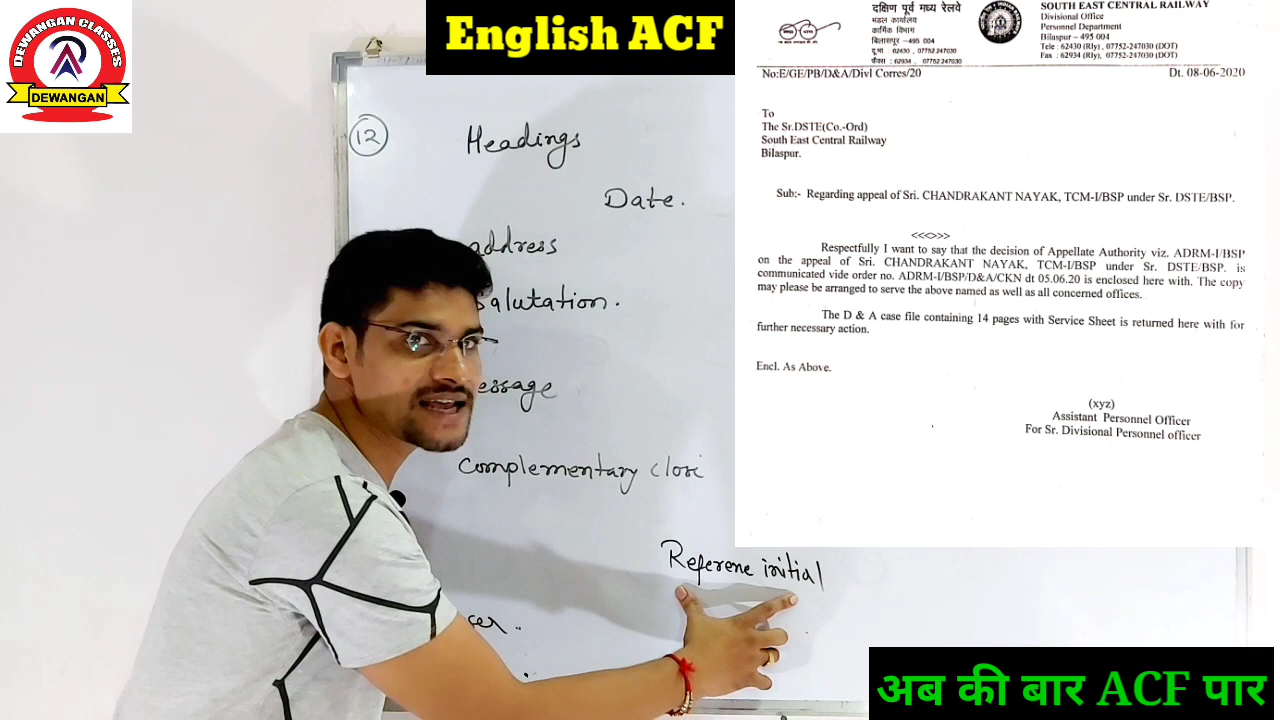 DEWANGAN CLASSES
DEWANGAN
English ACF
12
Headings
Date.
address
Salutation.
essage
Complementary closi
Referene initial
दक्षिण पूर्व मध्य रेलवे
मंडल कार्यालय
कार्मिक विभाग
बिलासपुर –495 004
दू.भा 62430 , 07752 247030
फैक्स : 62934 , 07752 247030
SOUTH EAST CENTRAL RAILWAY
Divisional Office
Personnel Department
Bilaspur – 495 004
Tele : 62430 (Rly) , 07752-247030 (DOT)
Fax : 62934 (Rly), 07752-247030 (DOT)
No:E/GE/PB/D&A/Divl Corres/20
Dt. 08-06-2020
To
The Sr.DSTE(Co.-Ord)
South East Central Railway
Bilaspur.
Sub:- Regarding appeal of Sri. CHANDRAKANT NAYAK, TCM-I/BSP under Sr. DSTE/BSP.
<<<>>>
Respectfully I want to say that the decision of Appellate Authority viz. ADRM-I/BSP
on the appeal of Sri. CHANDRAKANT NAYAK, TCM-I/BSP under Sr. DSTE/BSP. is
communicated vide order no. ADRM-I/BSP/D&A/CKN dt 05.06.20 is enclosed here with. The copy
may please be arranged to serve the above named as well as all concerned offices.
The D & A case file containing 14 pages with Service Sheet is returned here with for
further necessary action.
Encl. As Above.
(xyz)
Assistant Personnel Officer
For Sr. Divisional Personnel officer
अब की बार ACF पार